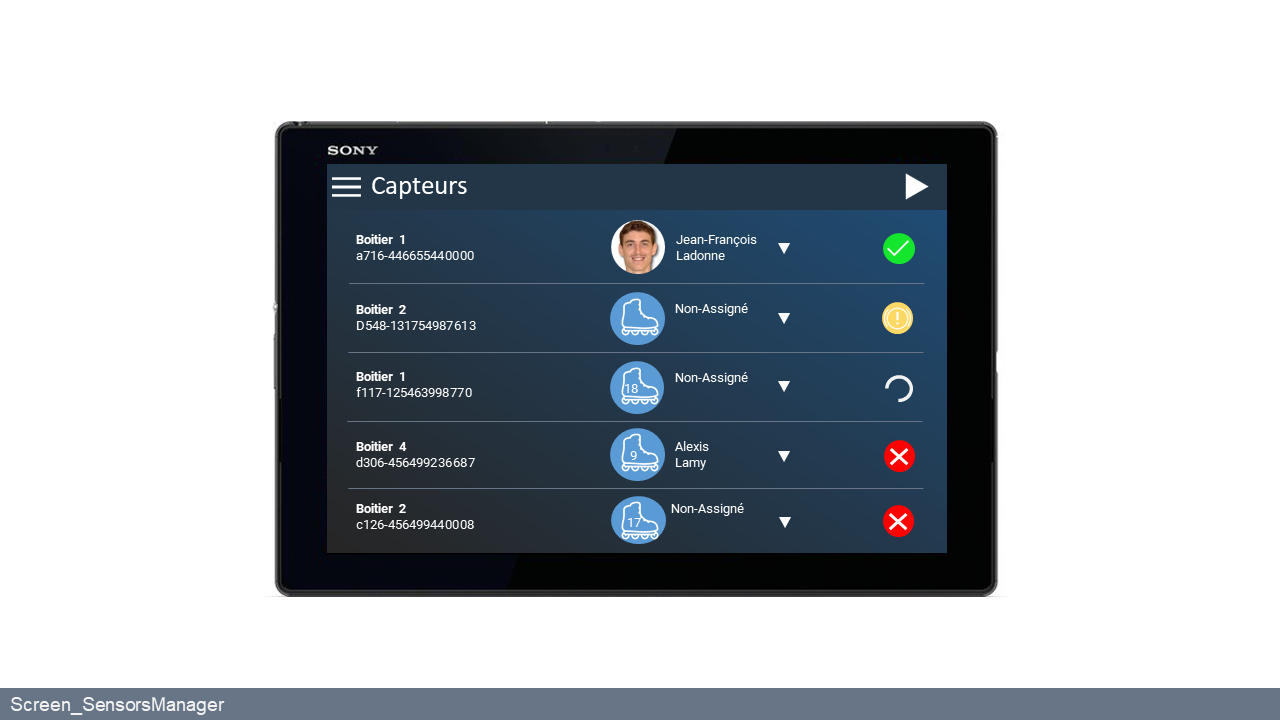 SONY
Capteurs
Boitier 1
a716-446655440000
Jean-François
Ladonne
Boitier 2
D548-131754987613
Non-Assigné
Boitier 1
f117-125463998770
18
Non-Assigné
Boitier 4
d306-456499236687
9
Alexis
Lamy
Boitier 2
c126-456499440008
17
Non-Assigné
Screen_SensorsManager